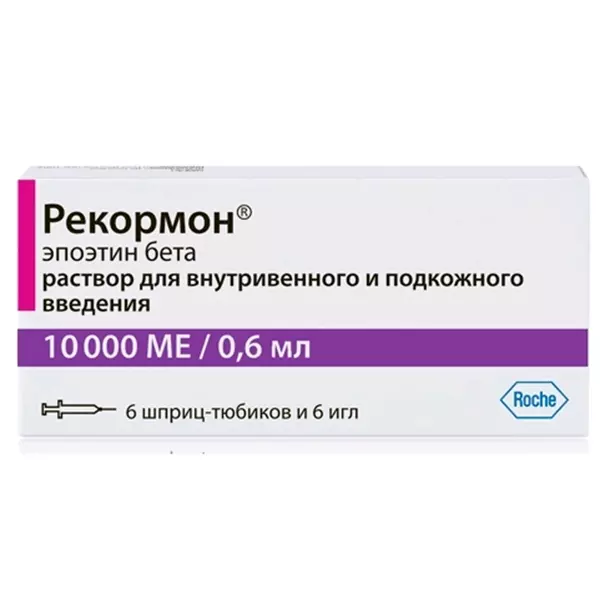 Рекормон®
эпоэтин бета
раствор для внутривенного и подкожного
введения
10 000 МЕ / 0,6 мл
6 шприц-тюбиков и 6 игл
Roche